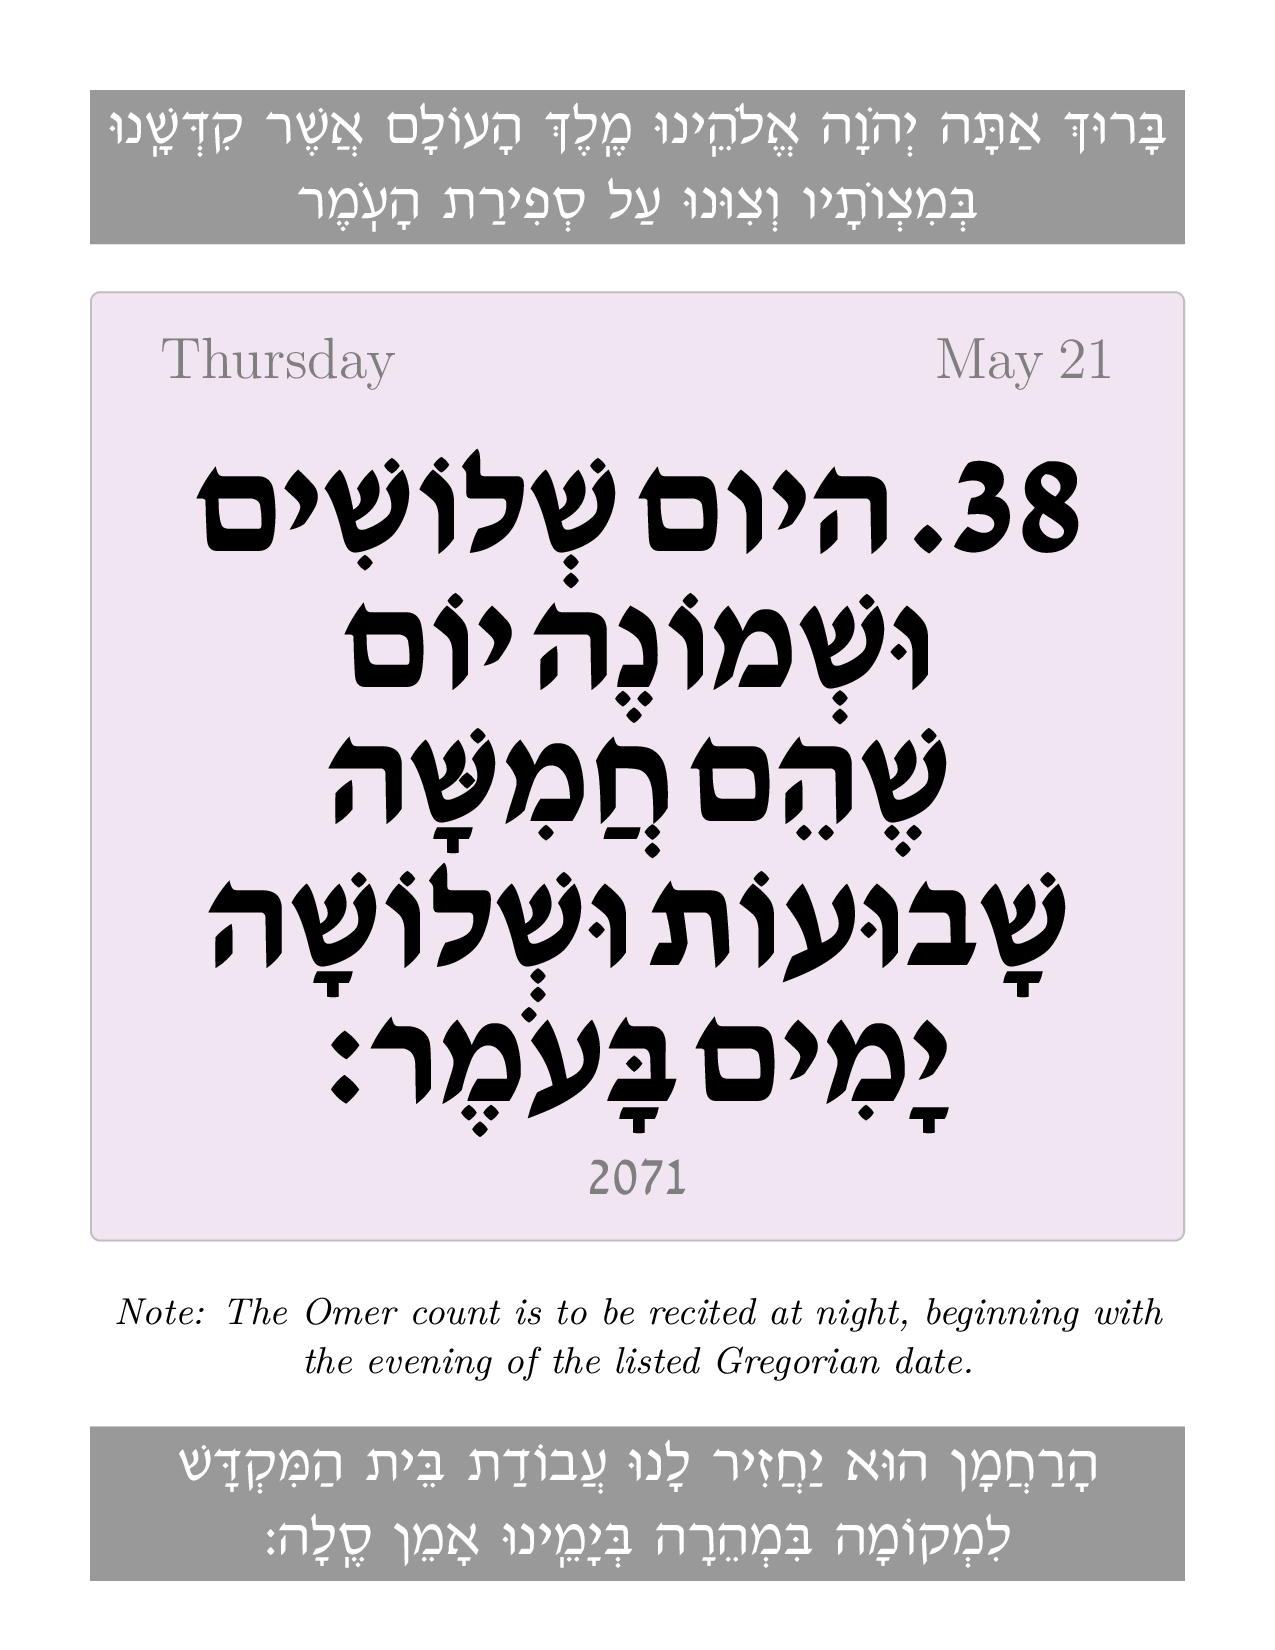 בָּרוּךְ אַתָּה יְהֹוָה אֱלֹהֵֽינוּ מֶֽלֶךְ הָעוֹלָם אֲשֶׁר קִדְּשָֽׁנוּ
בְּמִצְוֹתָיו וְצִוּנוּ עַל סְפִירַת הָעֹֽמֶר
Thursday May 21
38. היום שְׁלוֹשִׁים
וּשְׁמוֹנֶה יוֹם
שֶׁהֵם חֲמִשָּׁה
שָׁבוּעוֹת וּשְׁלוֹשָׁה
יָמִים בָּעֹמֶר:
2071
Note: The Omer count is to be recited at night, beginning with
the evening of the listed Gregorian date.
הָרַחֲמָן הוּא יַחֲזִיר לָנוּ עֲבוֹדַת בֵּית הַמִּקְדָּשׁ
לִמְקוֹמָה בִּמְהֵרָה בְּיָמֵֽינוּ אָמֵן סֶֽלָה: